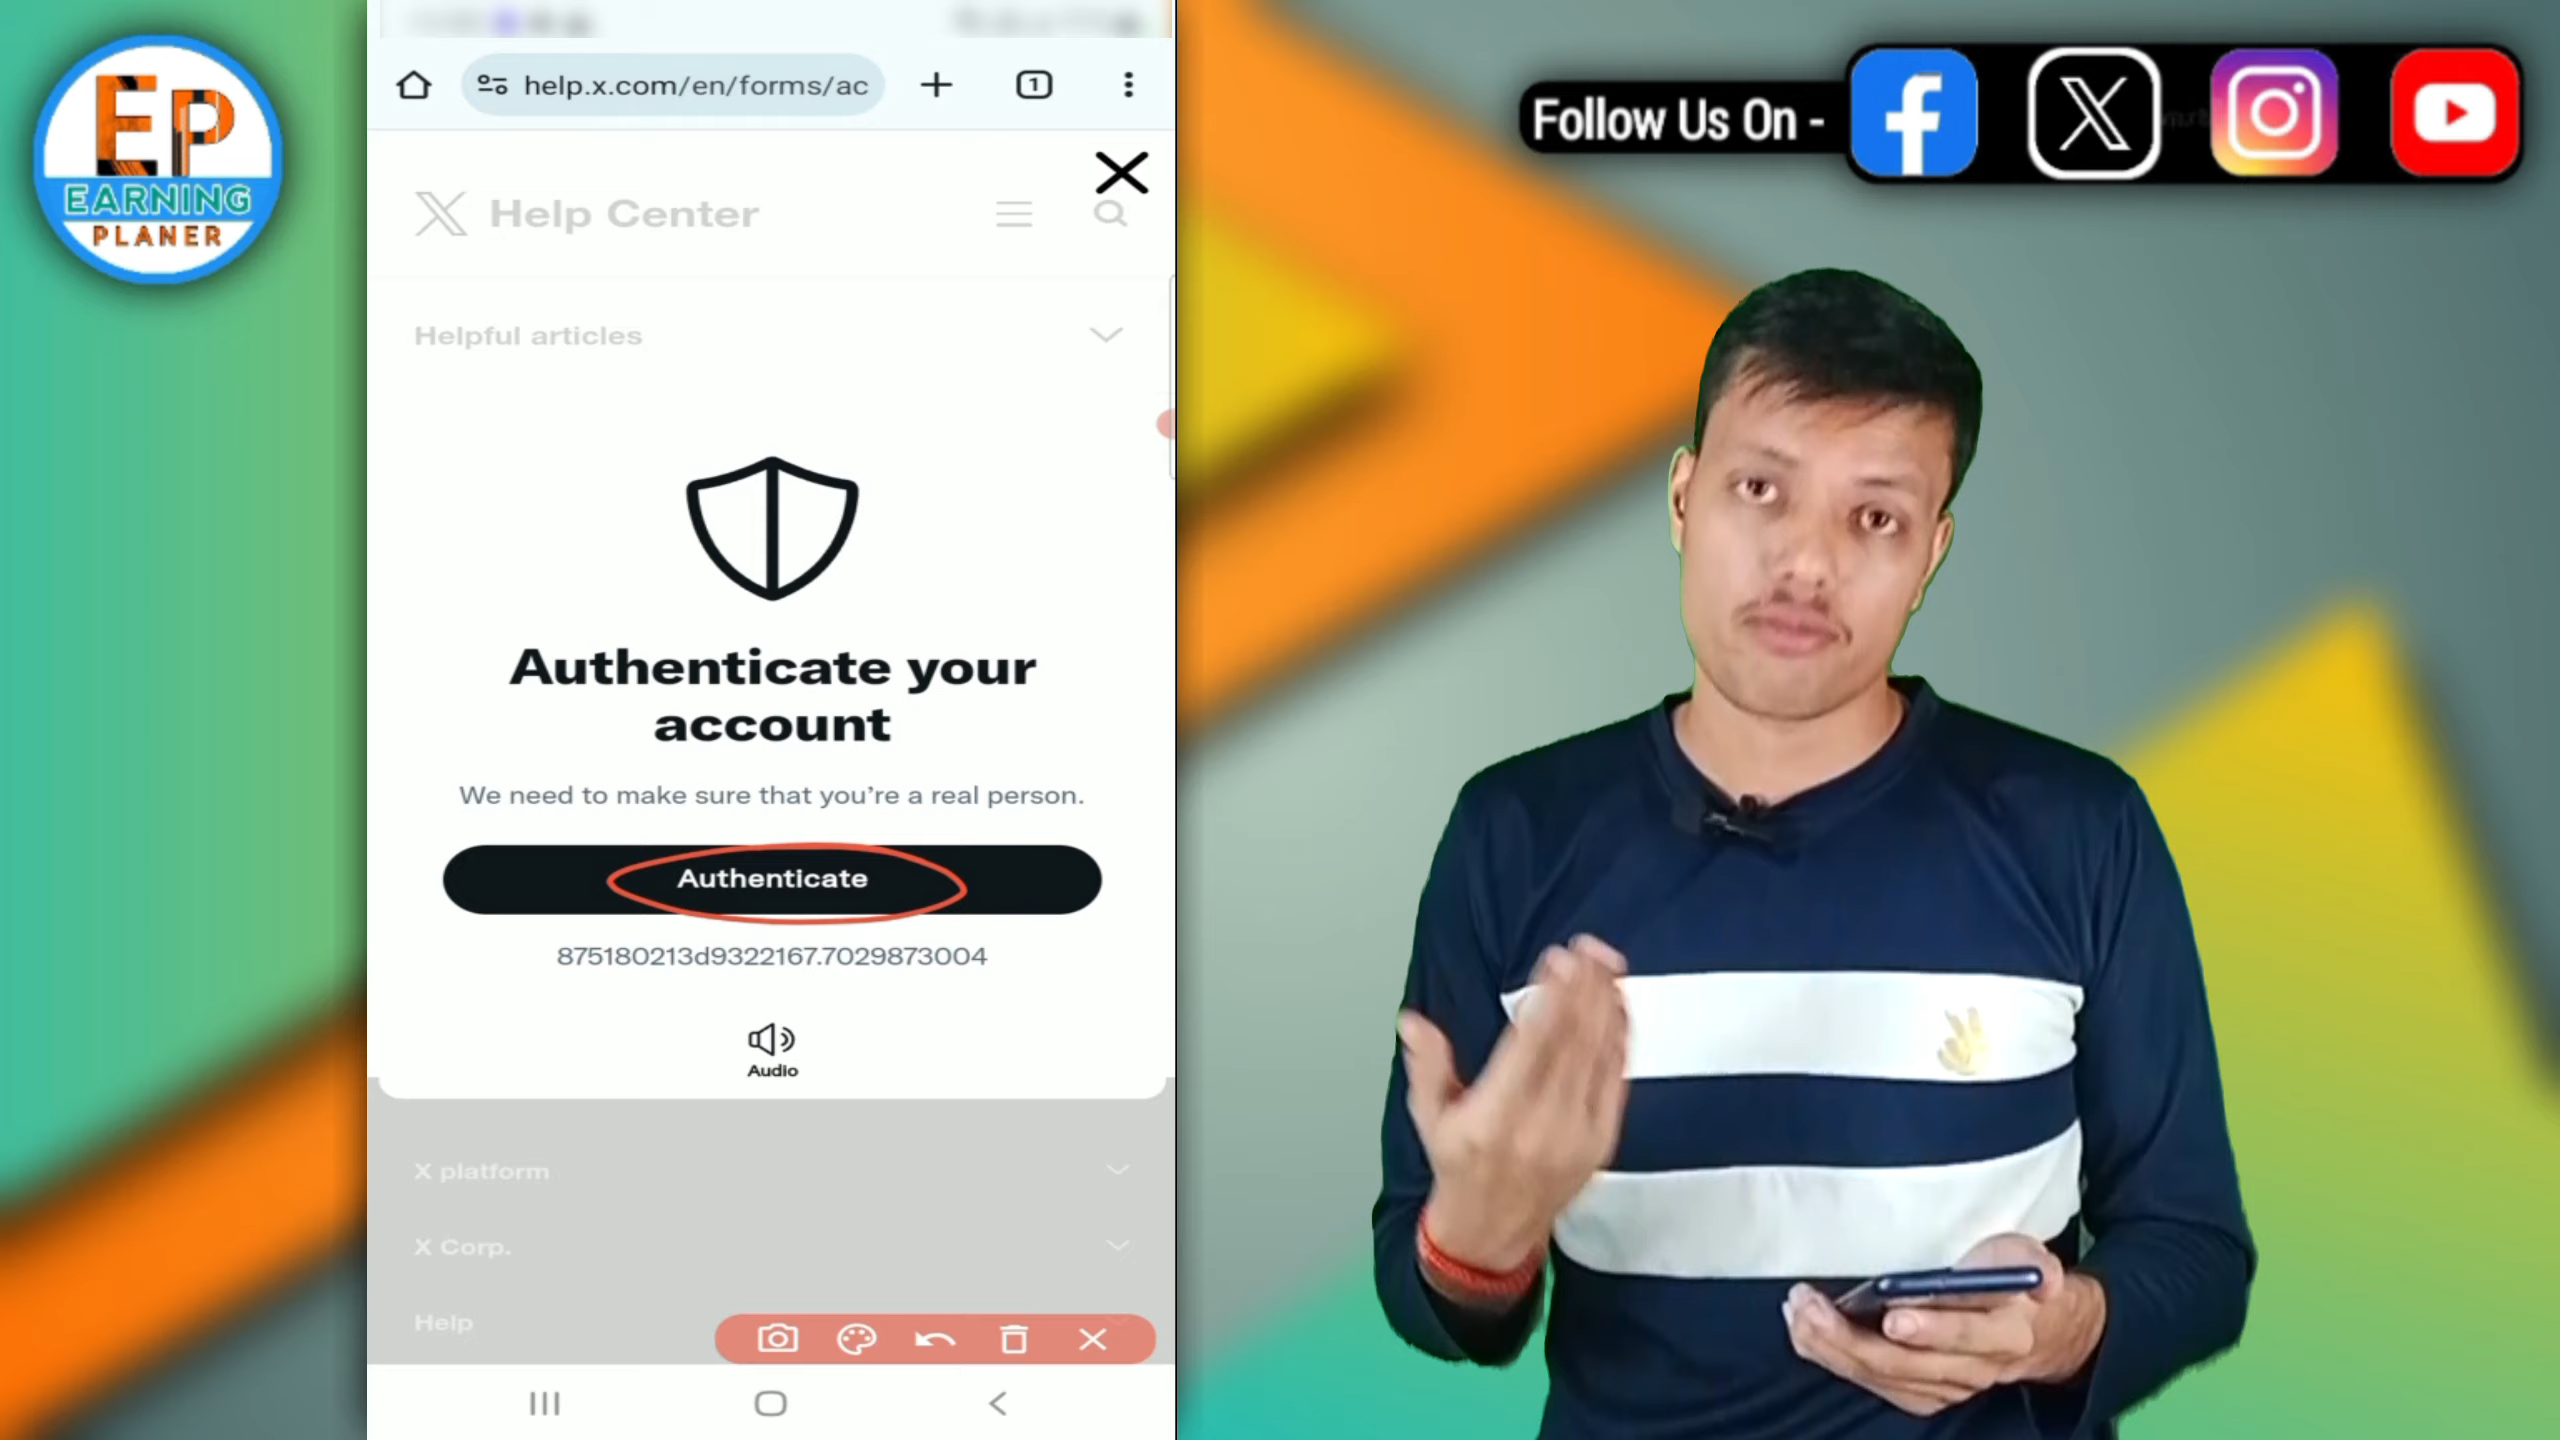 EP
EARNING
PLANER
help.x.com/en/forms/ac
1
Help Center
Helpful articles
Authenticate your
account
We need to make sure that you’re a real person.
Authenticate
875180213d9322167.7029873004
Audio
X platform
X Corp.
Help
Follow Us On -